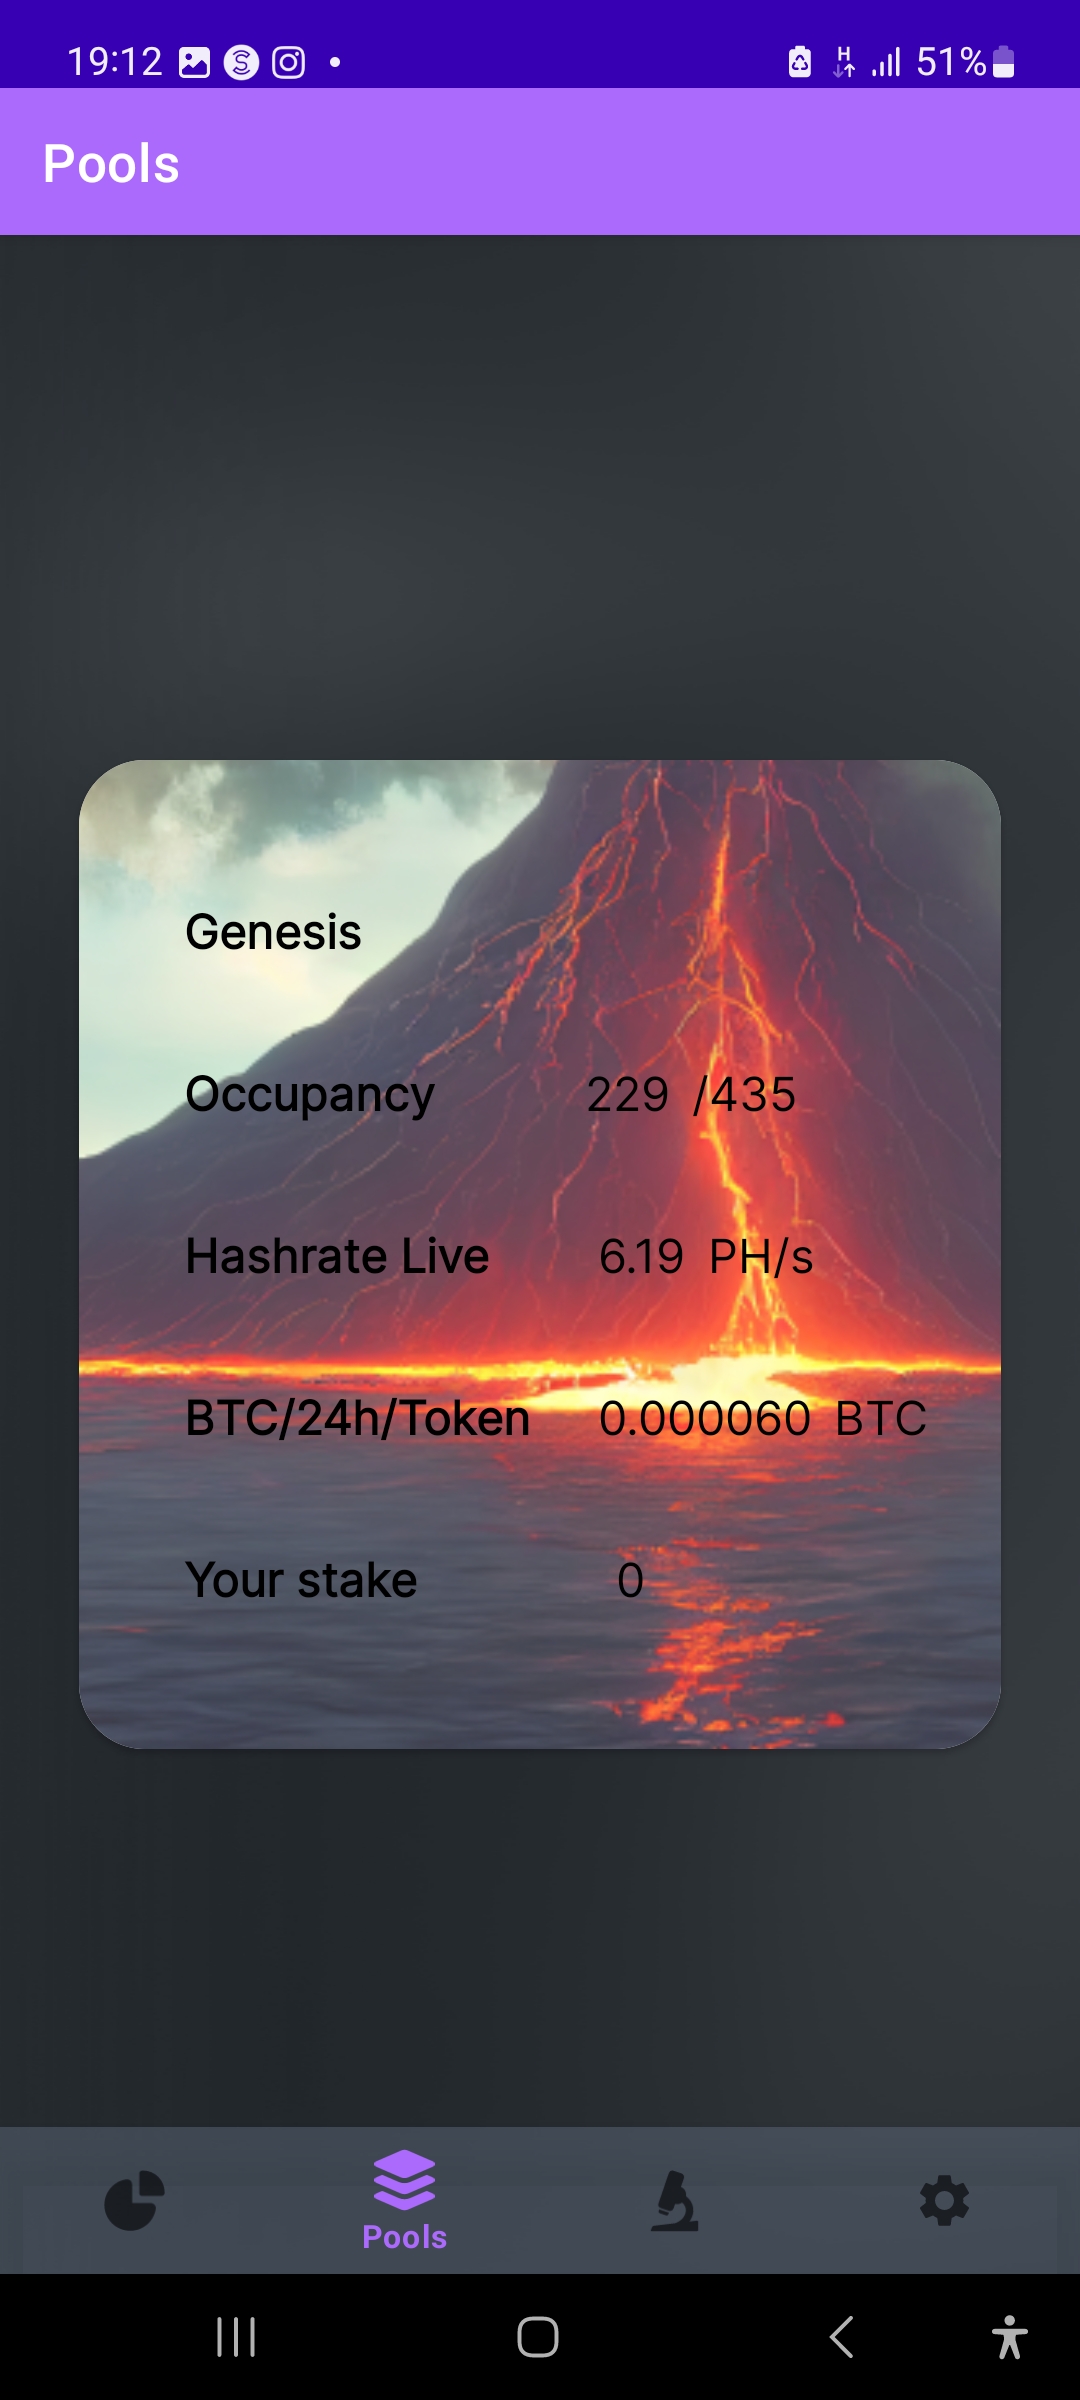 19:12 H 51%
Pools
Genesis
Occupancy 229 /435
Hashrate Live 6.19 PH/s
BTC/24h/Token 0.000060 BTC
Your stake 0
Pools